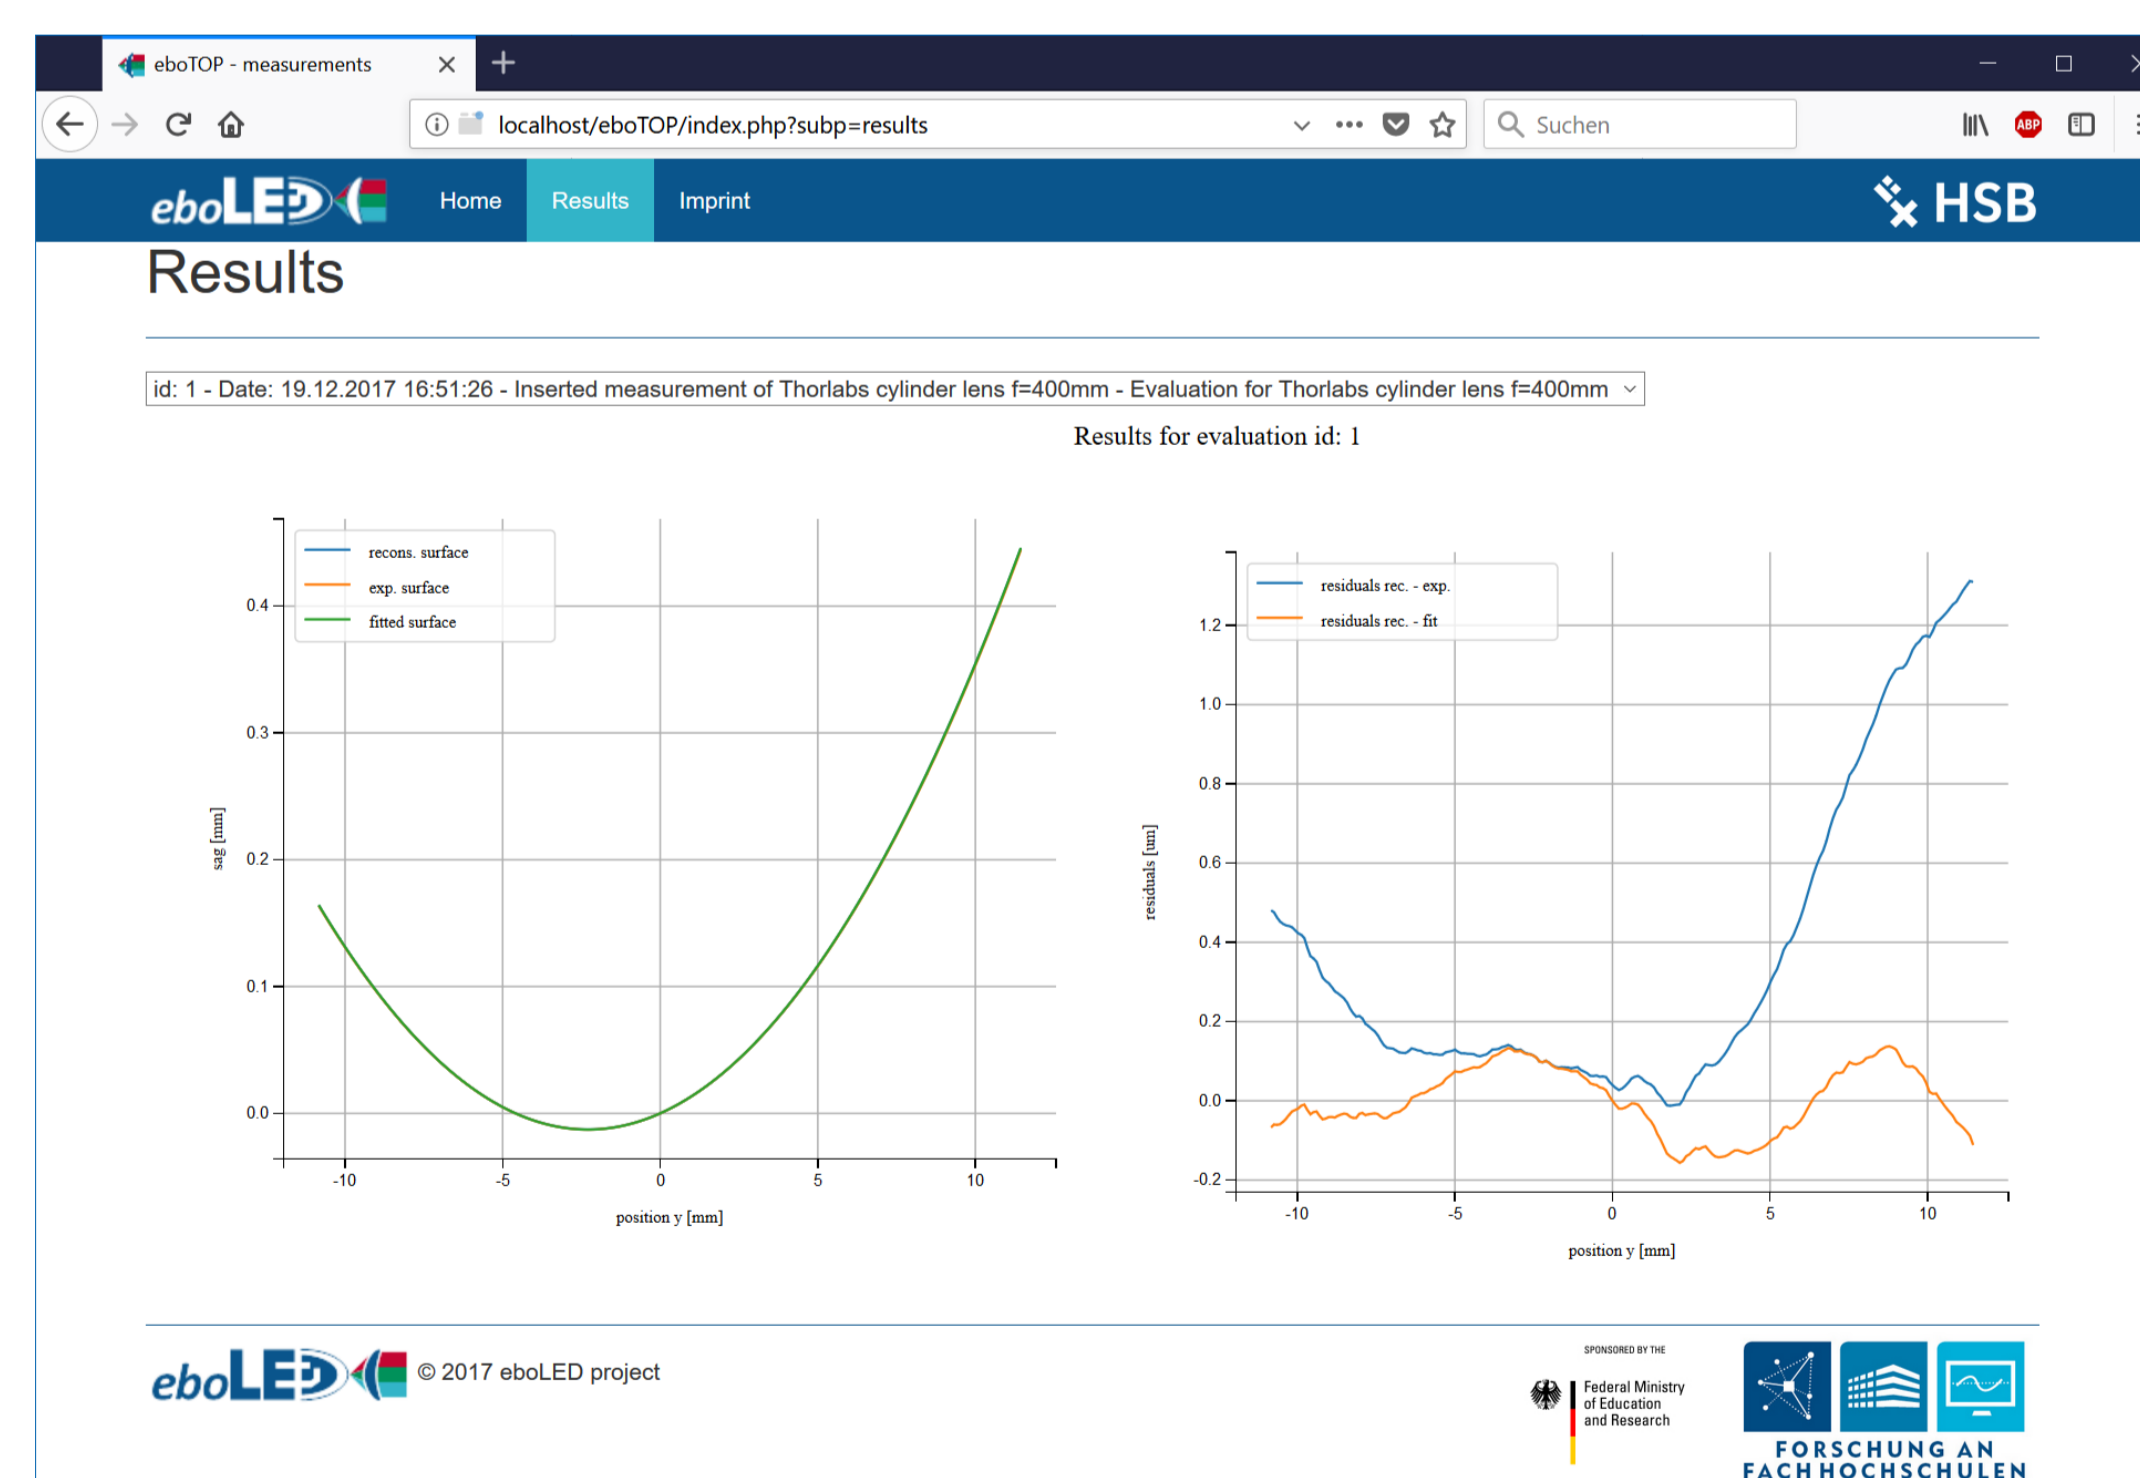 eboTOP - measurements
localhost/eboTOP/index.php?subp=results
Suchen
ABP
eboLED
Home
Results
Imprint
HSB
Results
id: 1 - Date: 19.12.2017 16:51:26 - Inserted measurement of Thorlabs cylinder lens f=400mm - Evaluation for Thorlabs cylinder lens f=400mm
Results for evaluation id: 1
recons. surface
exp. surface
fitted surface
0.4
0.3
0.2
0.1
0.0
sag [mm]
-10
-5
0
5
10
position y [mm]
residuals rec. - exp.
residuals rec. - fit
1.2
1.0
0.8
0.6
0.4
0.2
0.0
-0.2
residuals [um]
-10
-5
0
5
10
position y [mm]
eboLED
© 2017 eboLED project
SPONSORED BY THE
Federal Ministry
of Education
and Research
FORSCHUNG AN
FACHHOCHSCHULEN